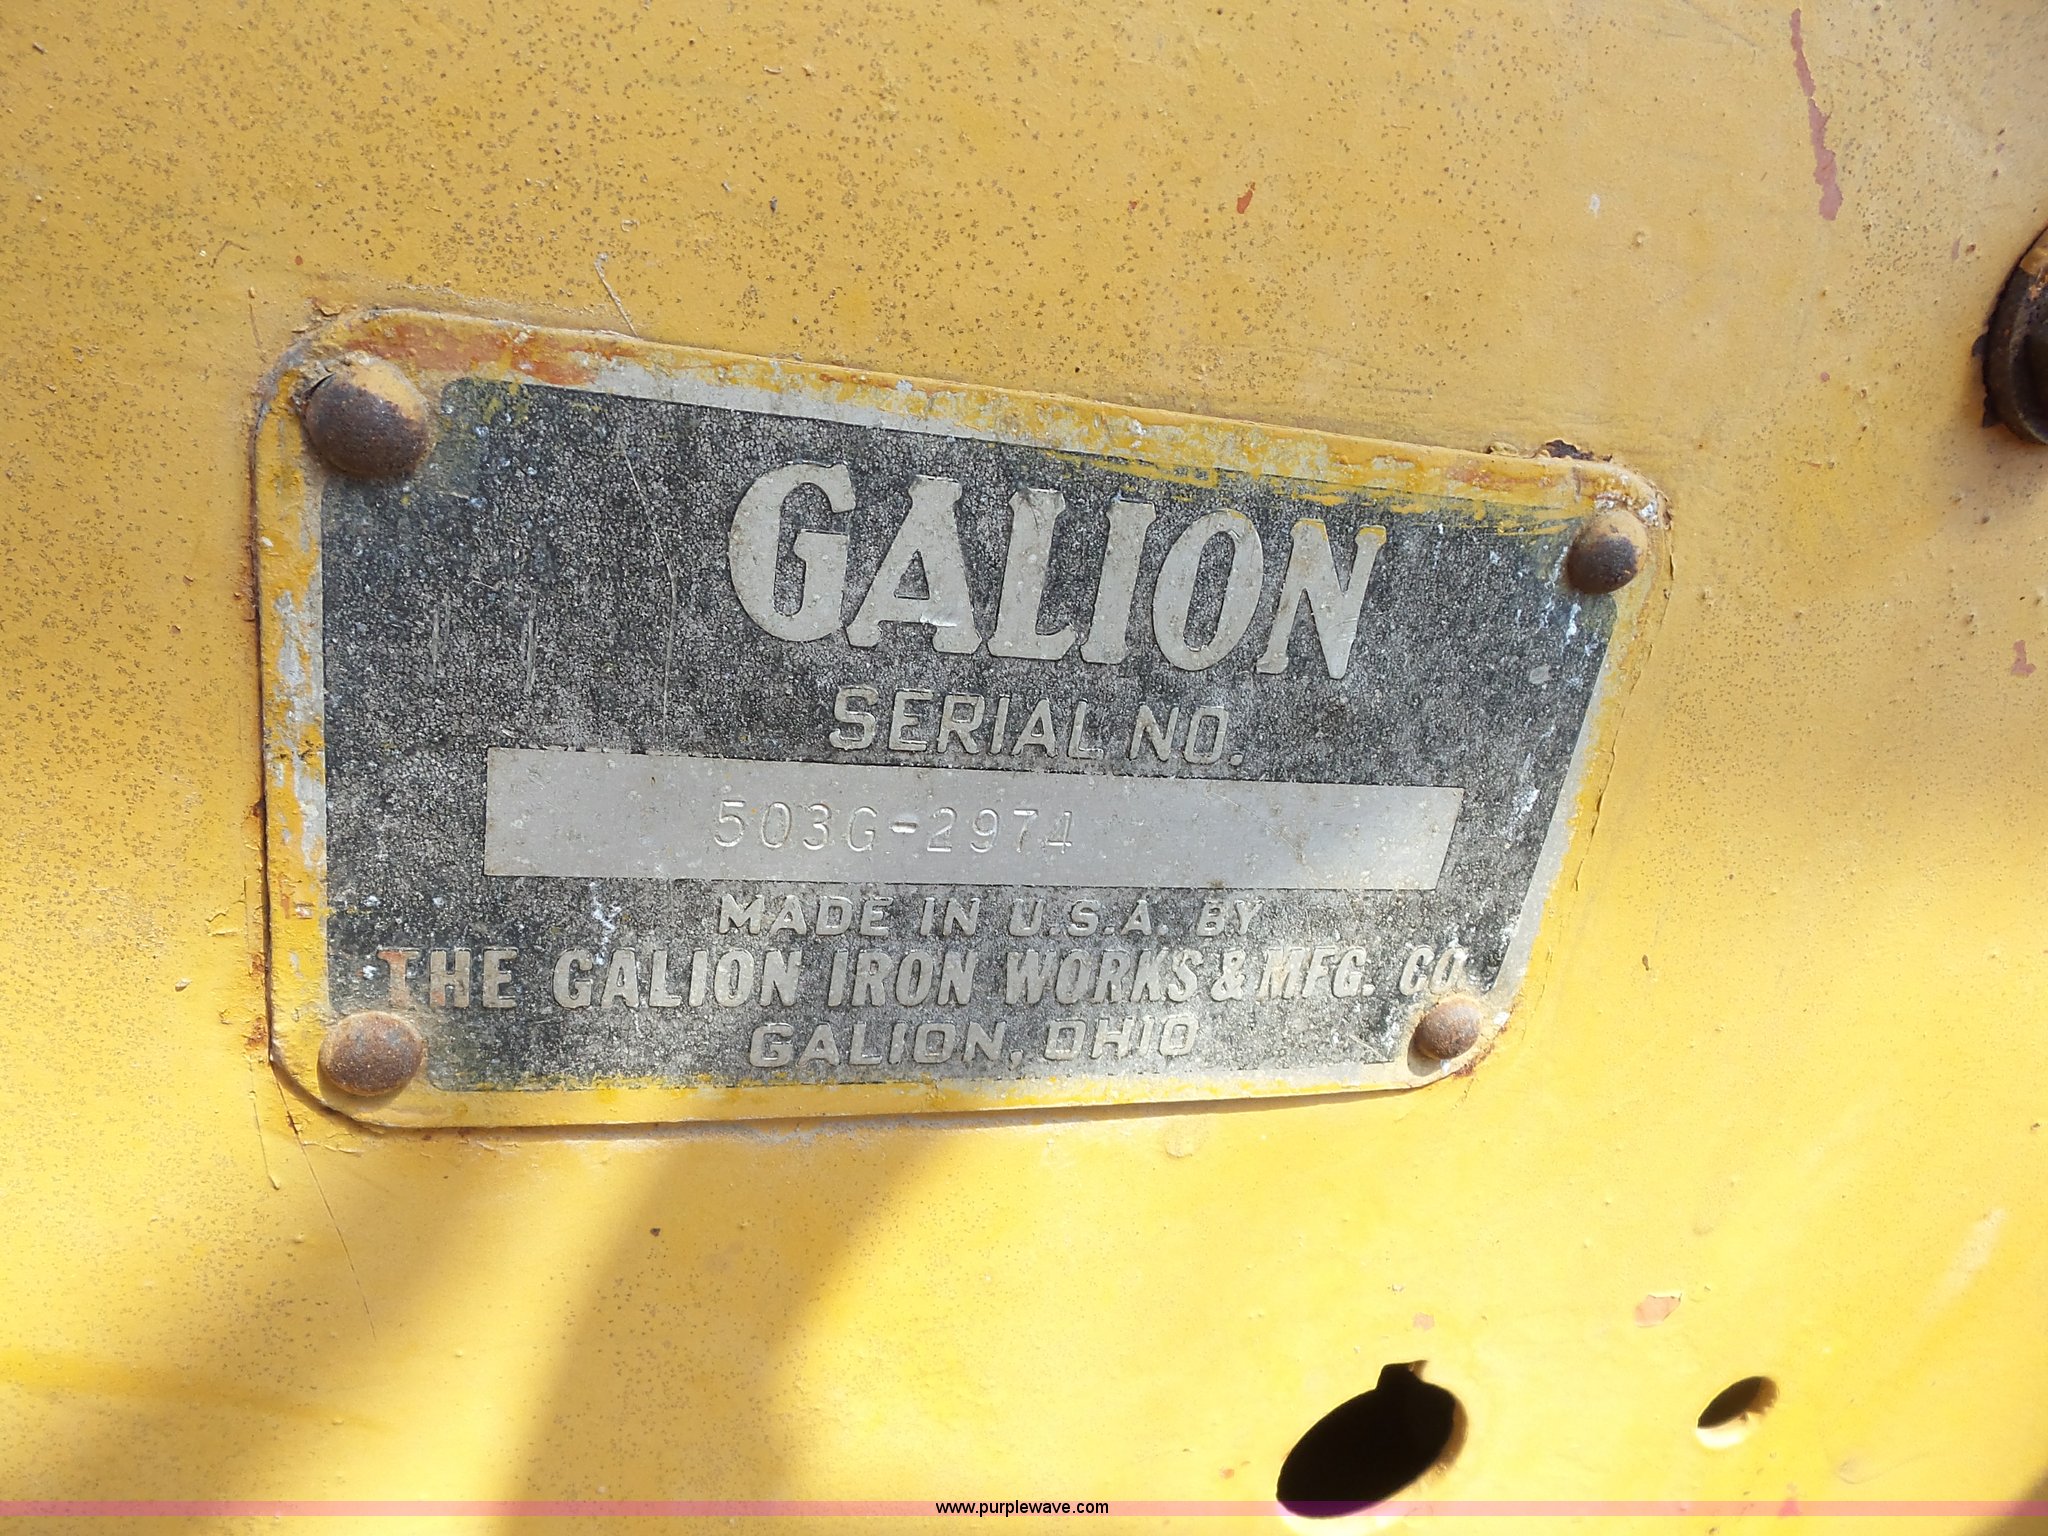 GALION
SERIAL NO.
503G-2974
MADE IN U.S.A. BY
THE GALION IRON WORKS & MFG. CO.
GALION, OHIO
www.purplewave.com